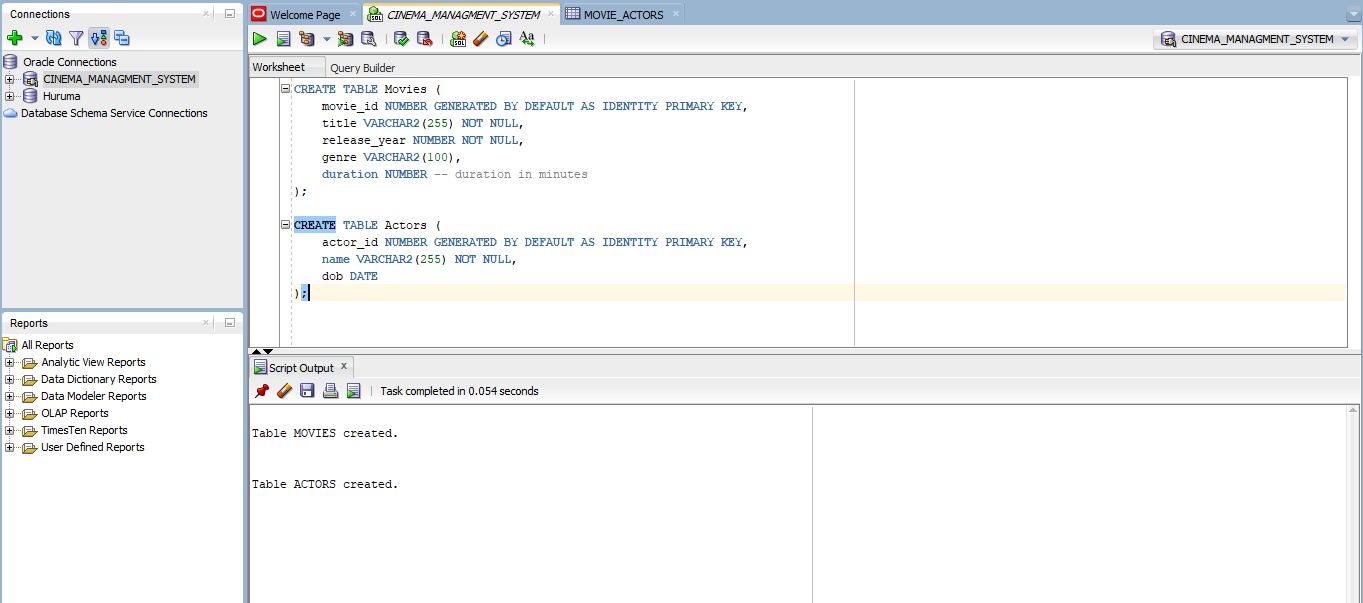 Connections
Oracle Connections
CINEMA_MANAGMENT_SYSTEM
Huruma
Database Schema Service Connections
Reports
All Reports
Analytic View Reports
Data Dictionary Reports
Data Modeler Reports
OLAP Reports
TimesTen Reports
User Defined Reports
Welcome Page
CINEMA_MANAGMENT_SYSTEM
MOVIE_ACTORS
SQL
SQL
Aa
CINEMA_MANAGMENT_SYSTEM
Worksheet
Query Builder
CREATE TABLE Movies (
    movie_id NUMBER GENERATED BY DEFAULT AS IDENTITY PRIMARY KEY,
    title VARCHAR2(255) NOT NULL,
    release_year NUMBER NOT NULL,
    genre VARCHAR2(100),
    duration NUMBER -- duration in minutes
);
CREATE TABLE Actors (
    actor_id NUMBER GENERATED BY DEFAULT AS IDENTITY PRIMARY KEY,
    name VARCHAR2(255) NOT NULL,
    dob DATE
);
Script Output
Task completed in 0.054 seconds
Table MOVIES created.
Table ACTORS created.